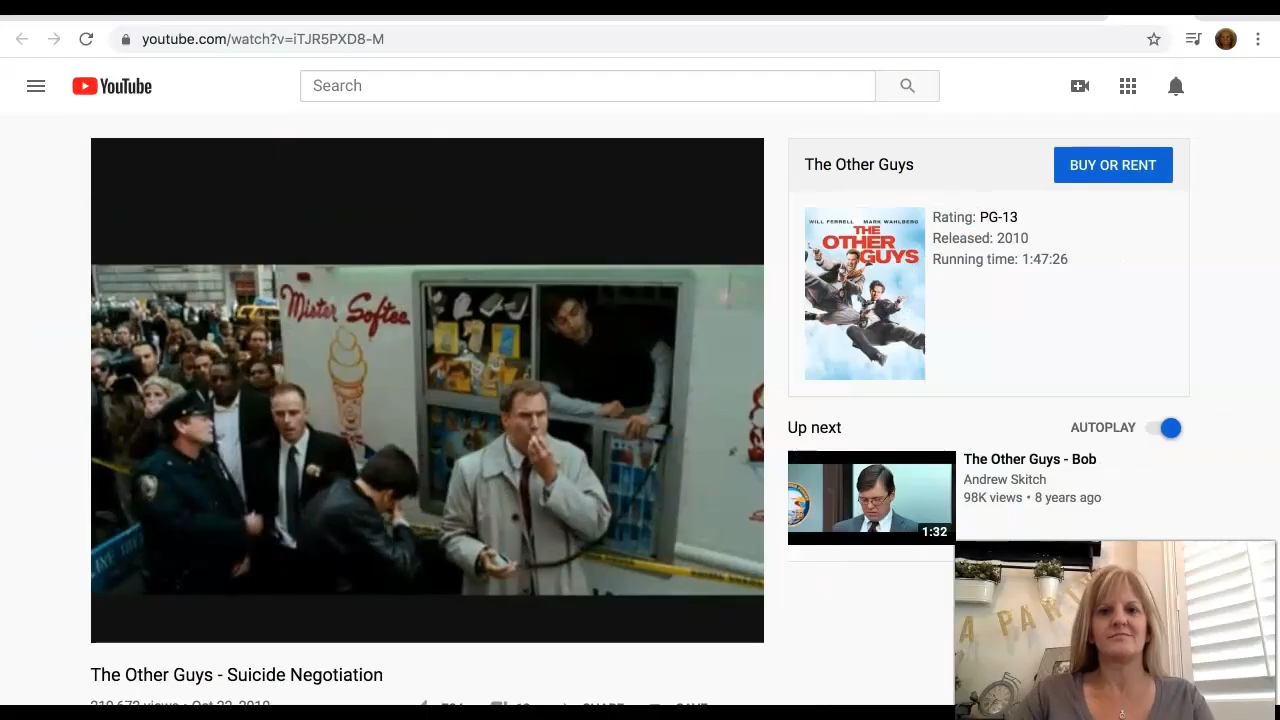 youtube.com/watch?v=iTJR5PXD8-M
YouTube
Search
Mister Softee
The Other Guys
BUY OR RENT
WILL FERRELL MARK WAHLBERG
THE
OTHER
GUYS
Rating: PG-13
Released: 2010
Running time: 1:47:26
Up next
AUTOPLAY
The Other Guys - Bob
Andrew Skitch
98K views • 8 years ago
1:32
A PAR
The Other Guys - Suicide Negotiation